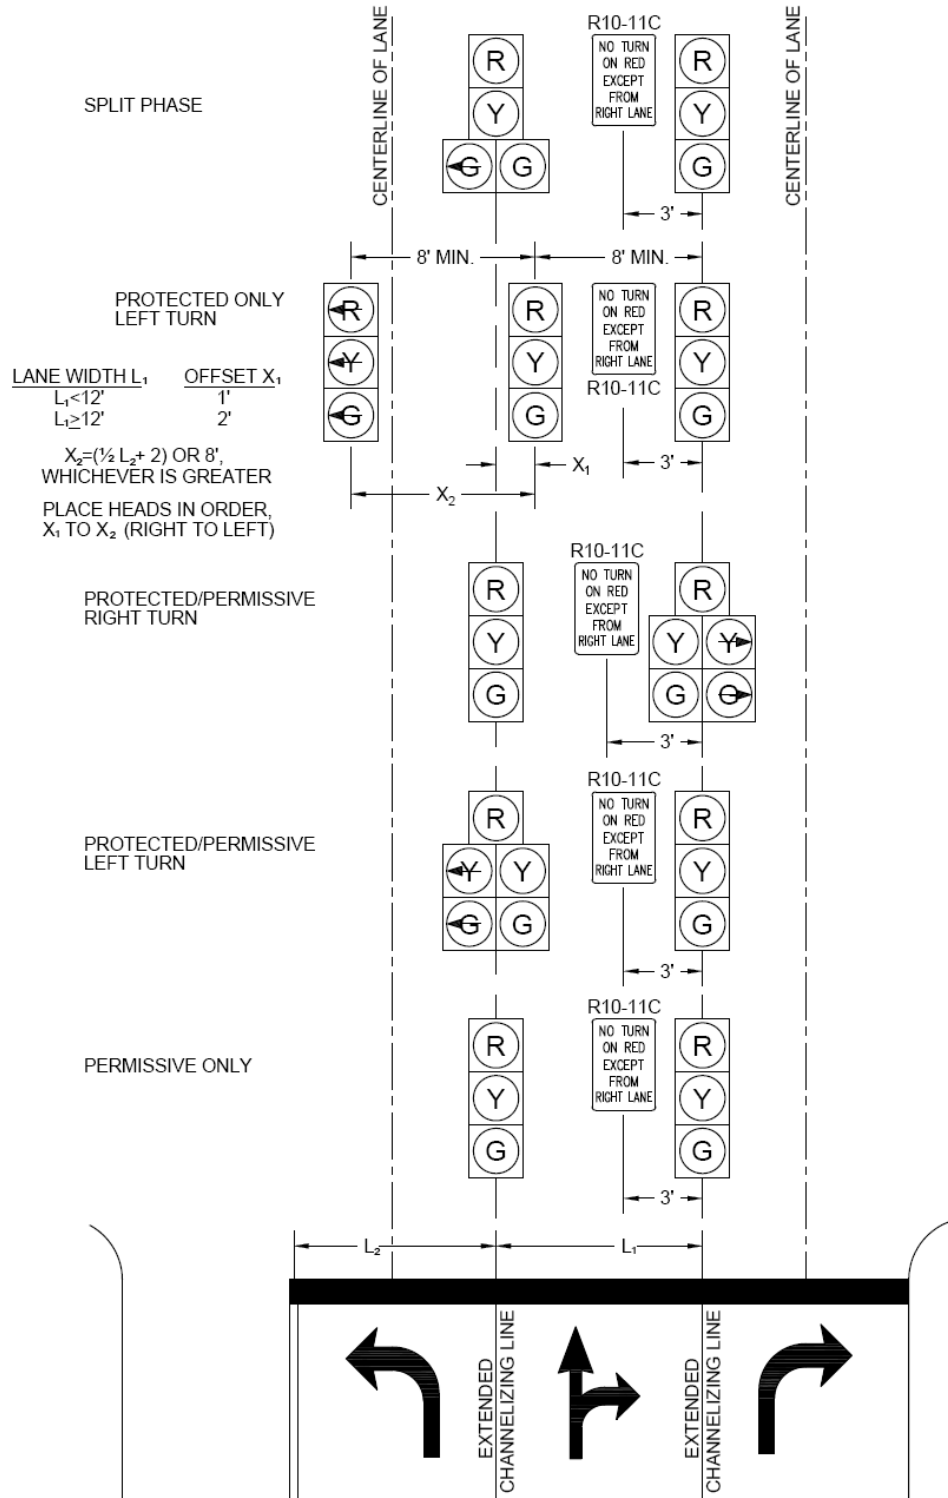 R10-11C
CENTERLINE OF LANE
CENTERLINE OF LANE
SPLIT PHASE
R
Y
G G
NO TURN
ON RED
EXCEPT
FROM
RIGHT LANE
R
Y
G
3'
8' MIN.
8' MIN.
PROTECTED ONLY
LEFT TURN
LANE WIDTH L₁ OFFSET X₁
L₁<12' 1'
L₁≥12' 2'
X₂=(½ L₂+ 2) OR 8',
WHICHEVER IS GREATER
PLACE HEADS IN ORDER,
X₁ TO X₂ (RIGHT TO LEFT)
R
Y
G
R
Y
G
NO TURN
ON RED
EXCEPT
FROM
RIGHT LANE
R10-11C
R
Y
G
X₁
3'
X₂
PROTECTED/PERMISSIVE
RIGHT TURN
R
Y
G
R10-11C
NO TURN
ON RED
EXCEPT
FROM
RIGHT LANE
R
Y Y
G G
3'
PROTECTED/PERMISSIVE
LEFT TURN
R
Y Y
G G
R10-11C
NO TURN
ON RED
EXCEPT
FROM
RIGHT LANE
R
Y
G
3'
PERMISSIVE ONLY
R
Y
G
R10-11C
NO TURN
ON RED
EXCEPT
FROM
RIGHT LANE
R
Y
G
3'
L₂
L₁
EXTENDED
CHANNELIZING LINE
EXTENDED
CHANNELIZING LINE